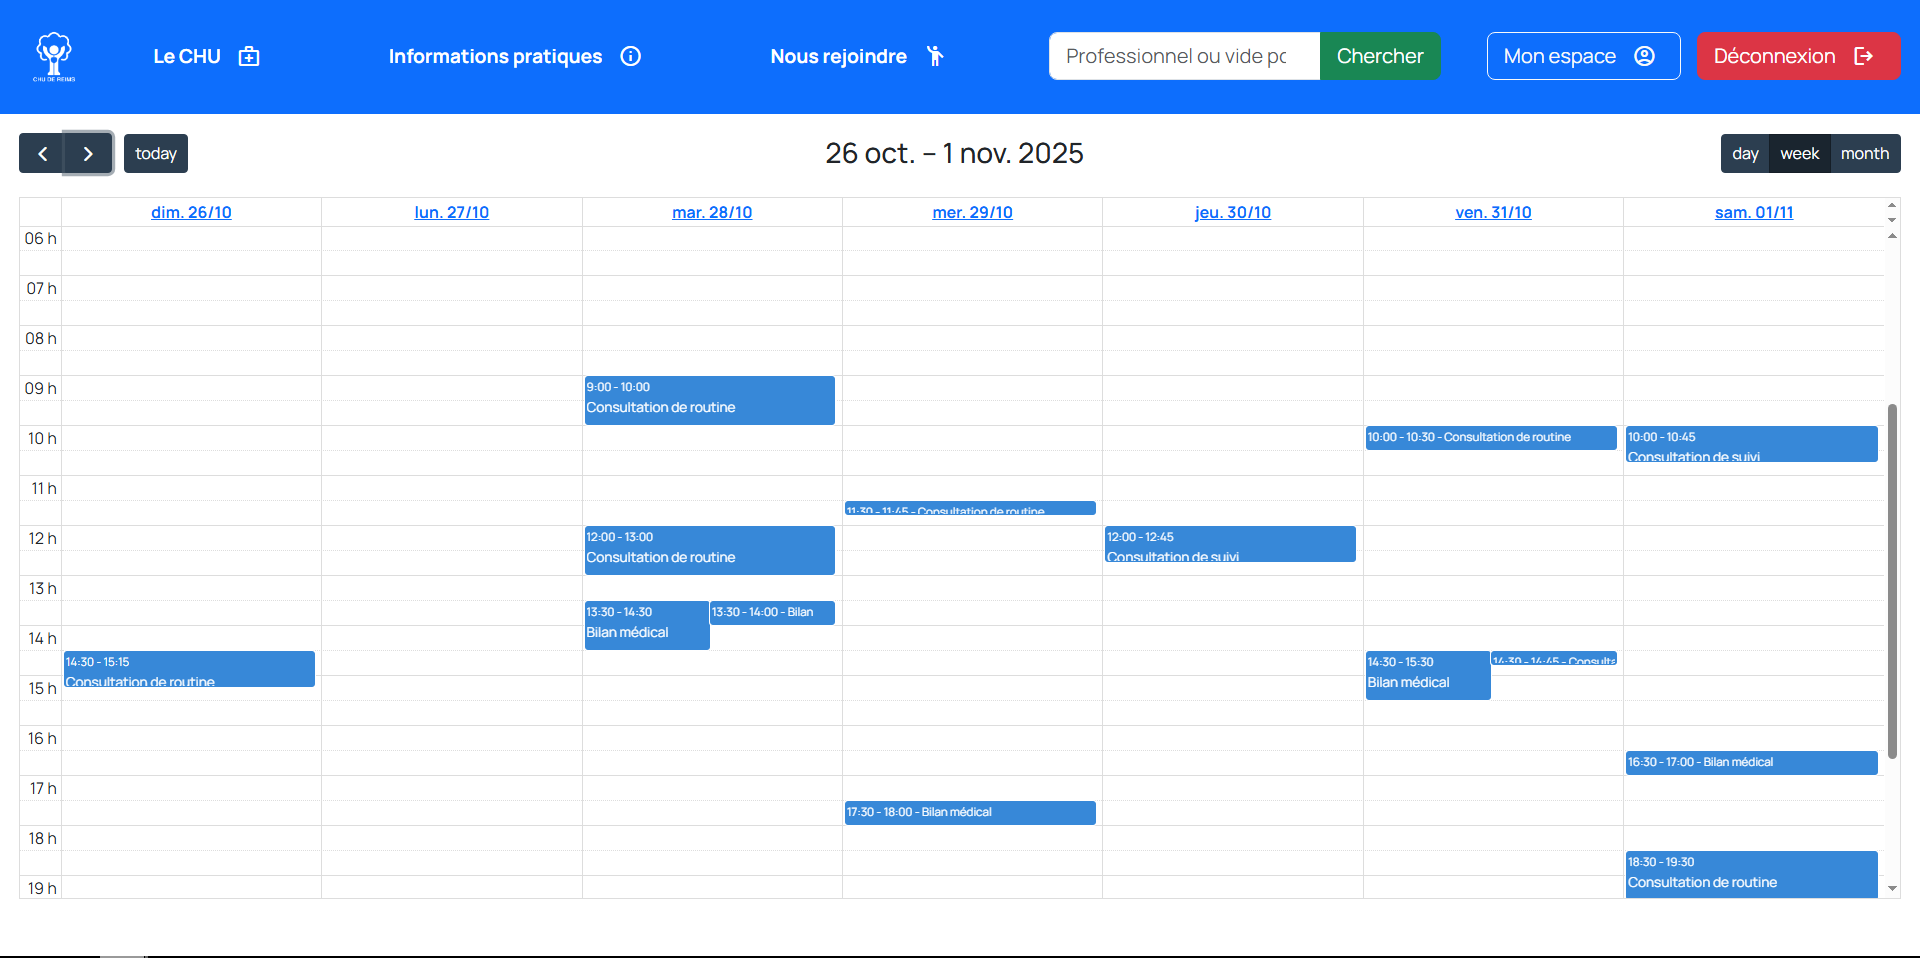 CHU DE REIMS
Le CHU
Informations pratiques
Nous rejoindre
Professionnel ou vide pc
Chercher
Mon espace
Déconnexion
today
26 oct. – 1 nov. 2025
day
week
month
dim. 26/10
lun. 27/10
mar. 28/10
mer. 29/10
jeu. 30/10
ven. 31/10
sam. 01/11
06 h
07 h
08 h
09 h
9:00 - 10:00
Consultation de routine
10 h
10:00 - 10:30 - Consultation de routine
10:00 - 10:45
Consultation de suivi
11 h
11:30 - 11:45 - Consultation de routine
12 h
12:00 - 13:00
Consultation de routine
12:00 - 12:45
Consultation de suivi
13 h
13:30 - 14:30
Bilan médical
13:30 - 14:00 - Bilan
14 h
14:30 - 15:15
Consultation de routine
14:30 - 15:30
Bilan médical
14:30 - 14:45 - Consulta
15 h
16 h
16:30 - 17:00 - Bilan médical
17 h
17:30 - 18:00 - Bilan médical
18 h
18:30 - 19:30
Consultation de routine
19 h